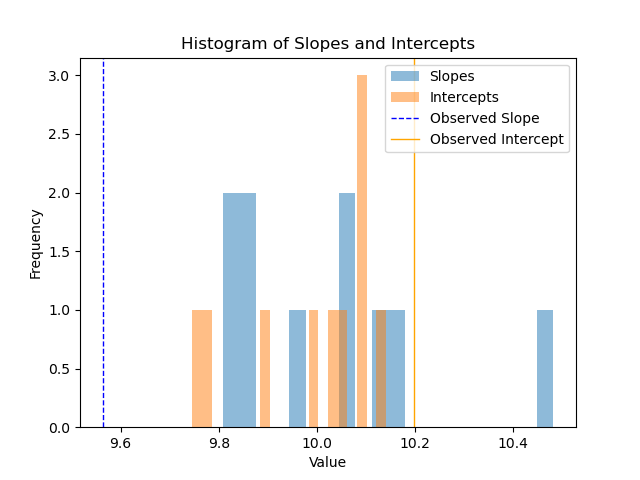 Histogram of Slopes and Intercepts
3.0
2.5
2.0
1.5
1.0
0.5
0.0
Frequency
Slopes
Intercepts
Observed Slope
Observed Intercept
9.6 9.8 10.0 10.2 10.4
Value